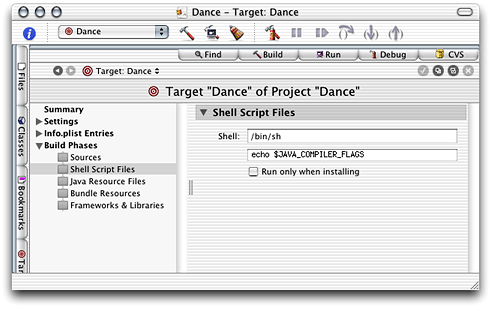 Dance – Target: Dance
Dance
Find Build Run Debug CVS
Target: Dance
Target "Dance" of Project "Dance"
Files
Classes
Bookmarks
Summary
Settings
Info.plist Entries
Build Phases
Sources
Shell Script Files
Java Resource Files
Bundle Resources
Frameworks & Libraries
Shell Script Files
Shell: /bin/sh
echo $JAVA_COMPILER_FLAGS
Run only when installing